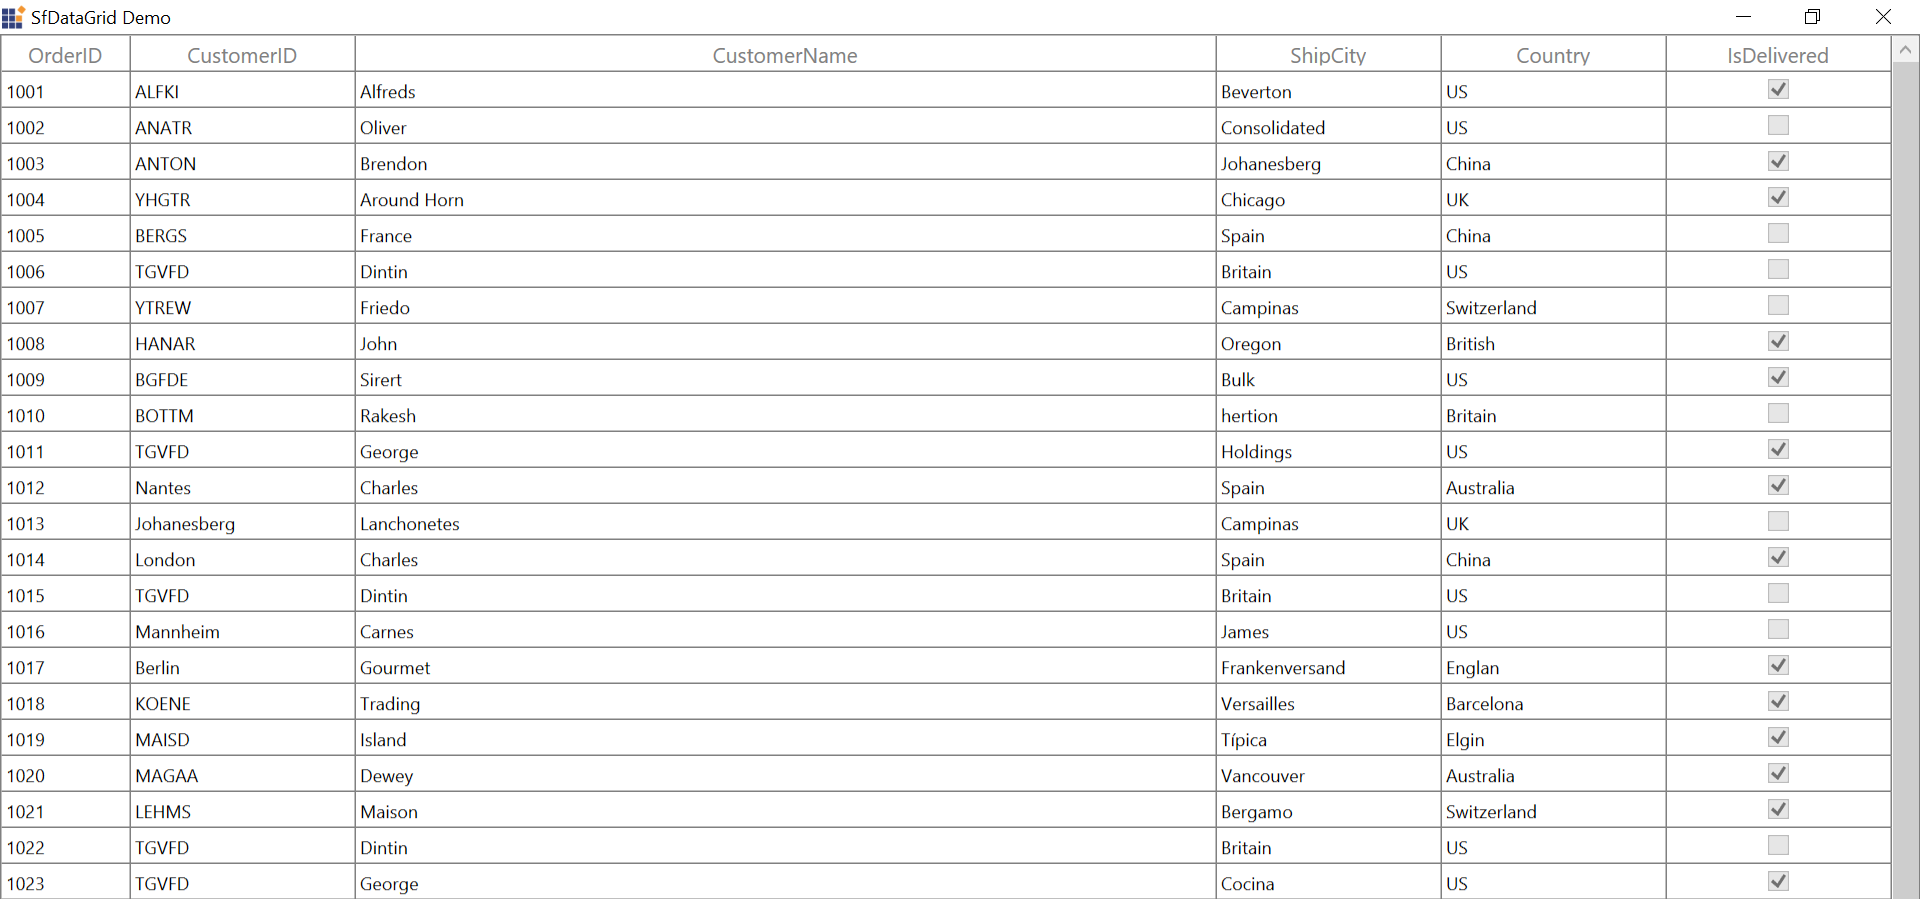 SfDataGrid Demo
OrderID CustomerID CustomerName ShipCity Country IsDelivered
1001 ALFKI Alfreds Beverton US
1002 ANATR Oliver Consolidated US
1003 ANTON Brendon Johanesberg China
1004 YHGTR Around Horn Chicago UK
1005 BERGS France Spain China
1006 TGVFD Dintin Britain US
1007 YTREW Friedo Campinas Switzerland
1008 HANAR John Oregon British
1009 BGFDE Sirert Bulk US
1010 BOTTM Rakesh hertion Britain
1011 TGVFD George Holdings US
1012 Nantes Charles Spain Australia
1013 Johanesberg Lanchonetes Campinas UK
1014 London Charles Spain China
1015 TGVFD Dintin Britain US
1016 Mannheim Carnes James US
1017 Berlin Gourmet Frankenversand Englan
1018 KOENE Trading Versailles Barcelona
1019 MAISD Island Típica Elgin
1020 MAGAA Dewey Vancouver Australia
1021 LEHMS Maison Bergamo Switzerland
1022 TGVFD Dintin Britain US
1023 TGVFD George Cocina US